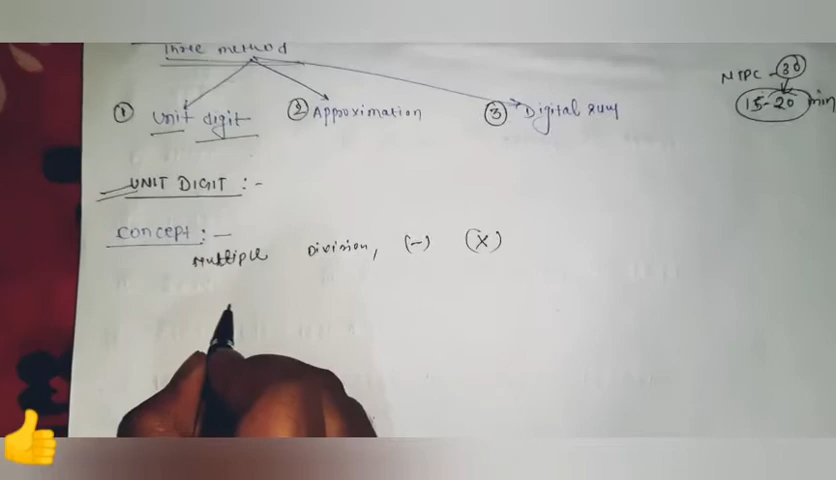 Three method
NTPC - 30
15-20 min
① Unit digit ② Approximation ③ Digital sum
UNIT DIGIT :-
Concept :-
Multiple Division, (-) (X)